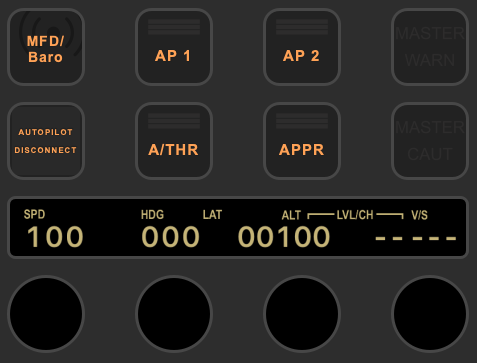 MFD/
Baro
AP 1
AP 2
MASTER
WARN
AUTOPILOT
DISCONNECT
A/THR
APPR
MASTER
CAUT
SPD HDG LAT ALT LVL/CH V/S
100 000 00100 -----